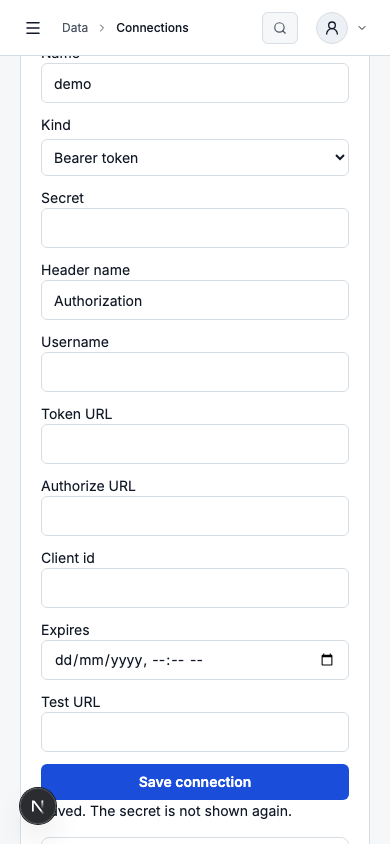 Data
Connections
Name
demo
Kind
Bearer token
Secret
Header name
Authorization
Username
Token URL
Authorize URL
Client id
Expires
dd/mm/yyyy, --:-- --
Test URL
Save connection
N
The secret is not shown again.